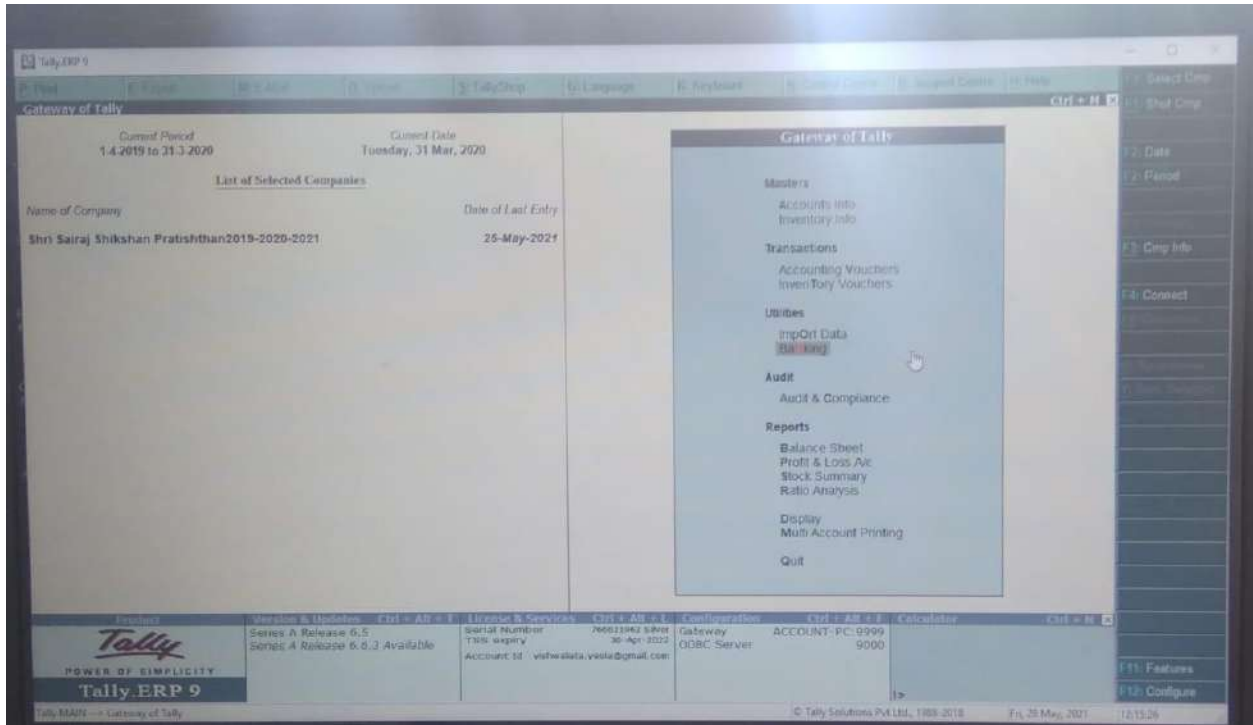 Tally.ERP 9
P: Print
S: TallyShop
G: Language
K: Keyboard
H: Help
F1: Shut Cmp
Gateway of Tally
Ctrl + M
Current Period
1-4-2019 to 31-3-2020
Current Date
Tuesday, 31 Mar, 2020
List of Selected Companies
Name of Company
Date of Last Entry
Shri Sairaj Shikshan Pratishthan2019-2020-2021
25-May-2021
Gateway of Tally
Masters
Accounts Info.
Inventory Info.
Transactions
Accounting Vouchers
InvenTory Vouchers
Utilities
ImpOrt Data
Banking
Audit
Audit & Compliance
Reports
Balance Sheet
Profit & Loss A/c
Stock Summary
Ratio Analysis
Display
Multi Account Printing
Quit
F2: Date
F2: Period
F3: Cmp Info
F4: Connect
F11: Features
F12: Configure
Product
Tally
POWER OF SIMPLICITY
Tally.ERP 9
Version & Updates Ctrl + Alt + T
Series A Release 6.5
Series A Release 6.6.3 Available
License & Services Ctrl + Alt + L
Serial Number
Silver
TSS expiry
30-Apr-2022
Account Id
Configuration Ctrl + Alt + F
Gateway ACCOUNT-PC:9999
ODBC Server 9000
Calculator Ctrl + N
1>
Tally MAIN --> Gateway of Tally
© Tally Solutions Pvt Ltd., 1988-2018
Fri, 28 May, 2021
12:15:26